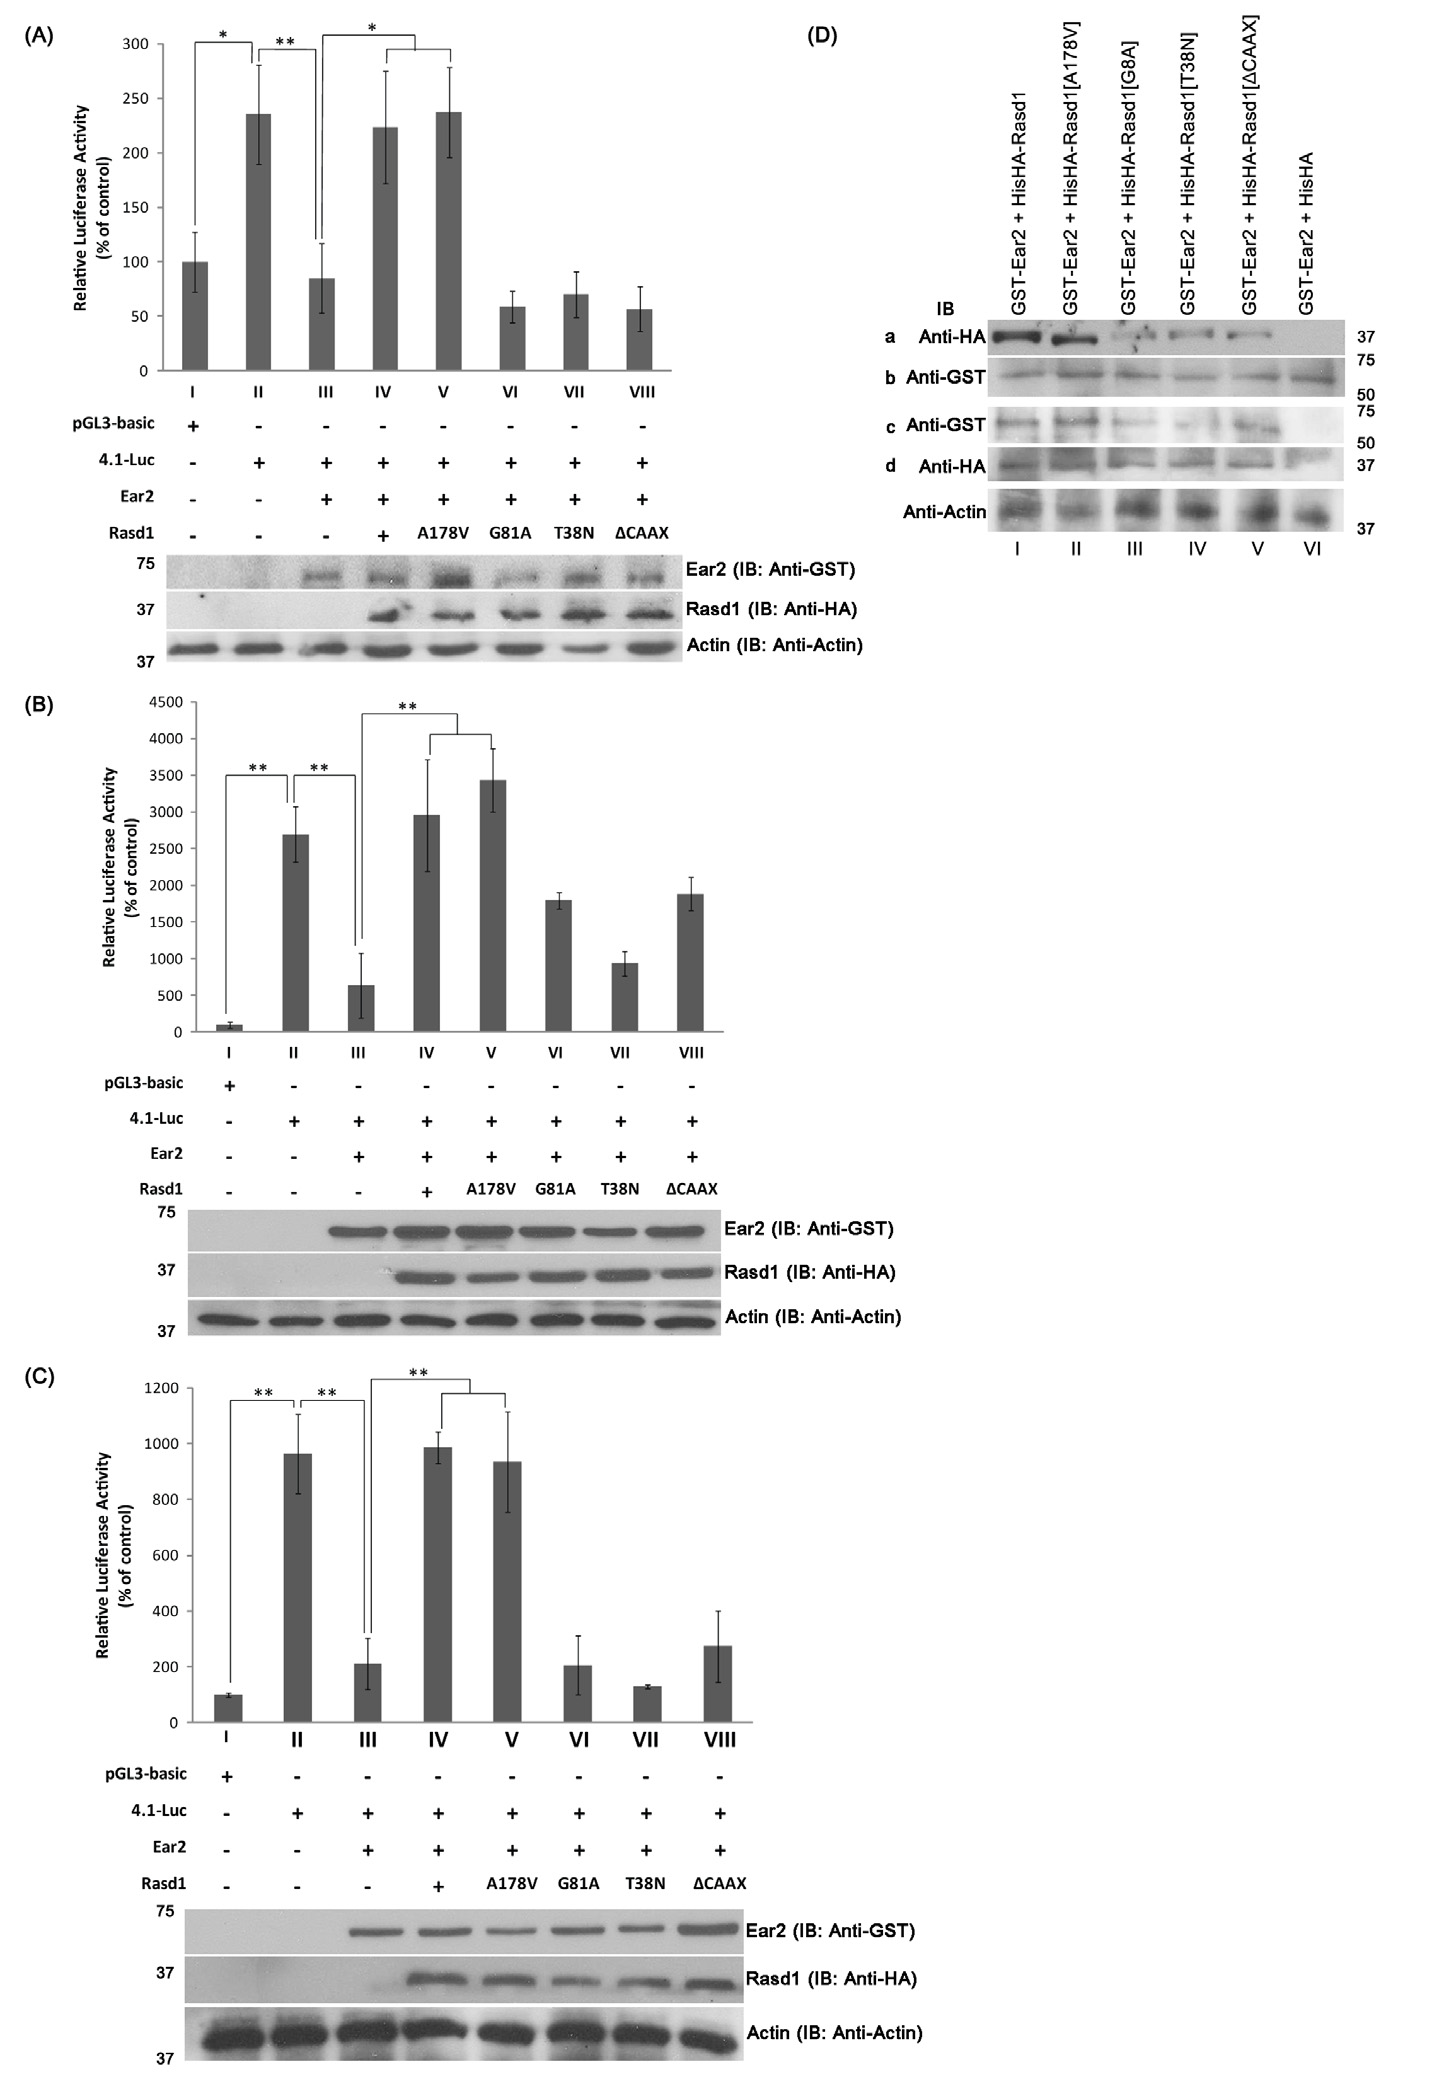 (A)
Relative Luciferase Activity
(% of control)
300
250
200
150
100
50
0
*
**
*
I II III IV V VI VII VIII
pGL3-basic + - - - - - - -
4.1-Luc - + + + + + + +
Ear2 - - + + + + + +
Rasd1 - - - + A178V G81A T38N ΔCAAX
75
Ear2 (IB: Anti-GST)
37
Rasd1 (IB: Anti-HA)
Actin (IB: Anti-Actin)
37
(B)
Relative Luciferase Activity
(% of control)
4500
4000
3500
3000
2500
2000
1500
1000
500
0
**
**
**
I II III IV V VI VII VIII
pGL3-basic + - - - - - - -
4.1-Luc - + + + + + + +
Ear2 - - + + + + + +
Rasd1 - - - + A178V G81A T38N ΔCAAX
75
Ear2 (IB: Anti-GST)
37
Rasd1 (IB: Anti-HA)
Actin (IB: Anti-Actin)
37
(C)
Relative Luciferase Activity
(% of control)
1200
1000
800
600
400
200
0
**
**
**
I II III IV V VI VII VIII
pGL3-basic + - - - - - - -
4.1-Luc - + + + + + + +
Ear2 - - + + + + + +
Rasd1 - - - + A178V G81A T38N ΔCAAX
75
Ear2 (IB: Anti-GST)
37
Rasd1 (IB: Anti-HA)
Actin (IB: Anti-Actin)
37
(D)
GST-Ear2 + HisHA-Rasd1
GST-Ear2 + HisHA-Rasd1[A178V]
GST-Ear2 + HisHA-Rasd1[G8A]
GST-Ear2 + HisHA-Rasd1[T38N]
GST-Ear2 + HisHA-Rasd1[ΔCAAX]
GST-Ear2 + HisHA
IB
a Anti-HA 37
75
b Anti-GST
50
75
c Anti-GST
50
d Anti-HA 37
Anti-Actin
37
I II III IV V VI